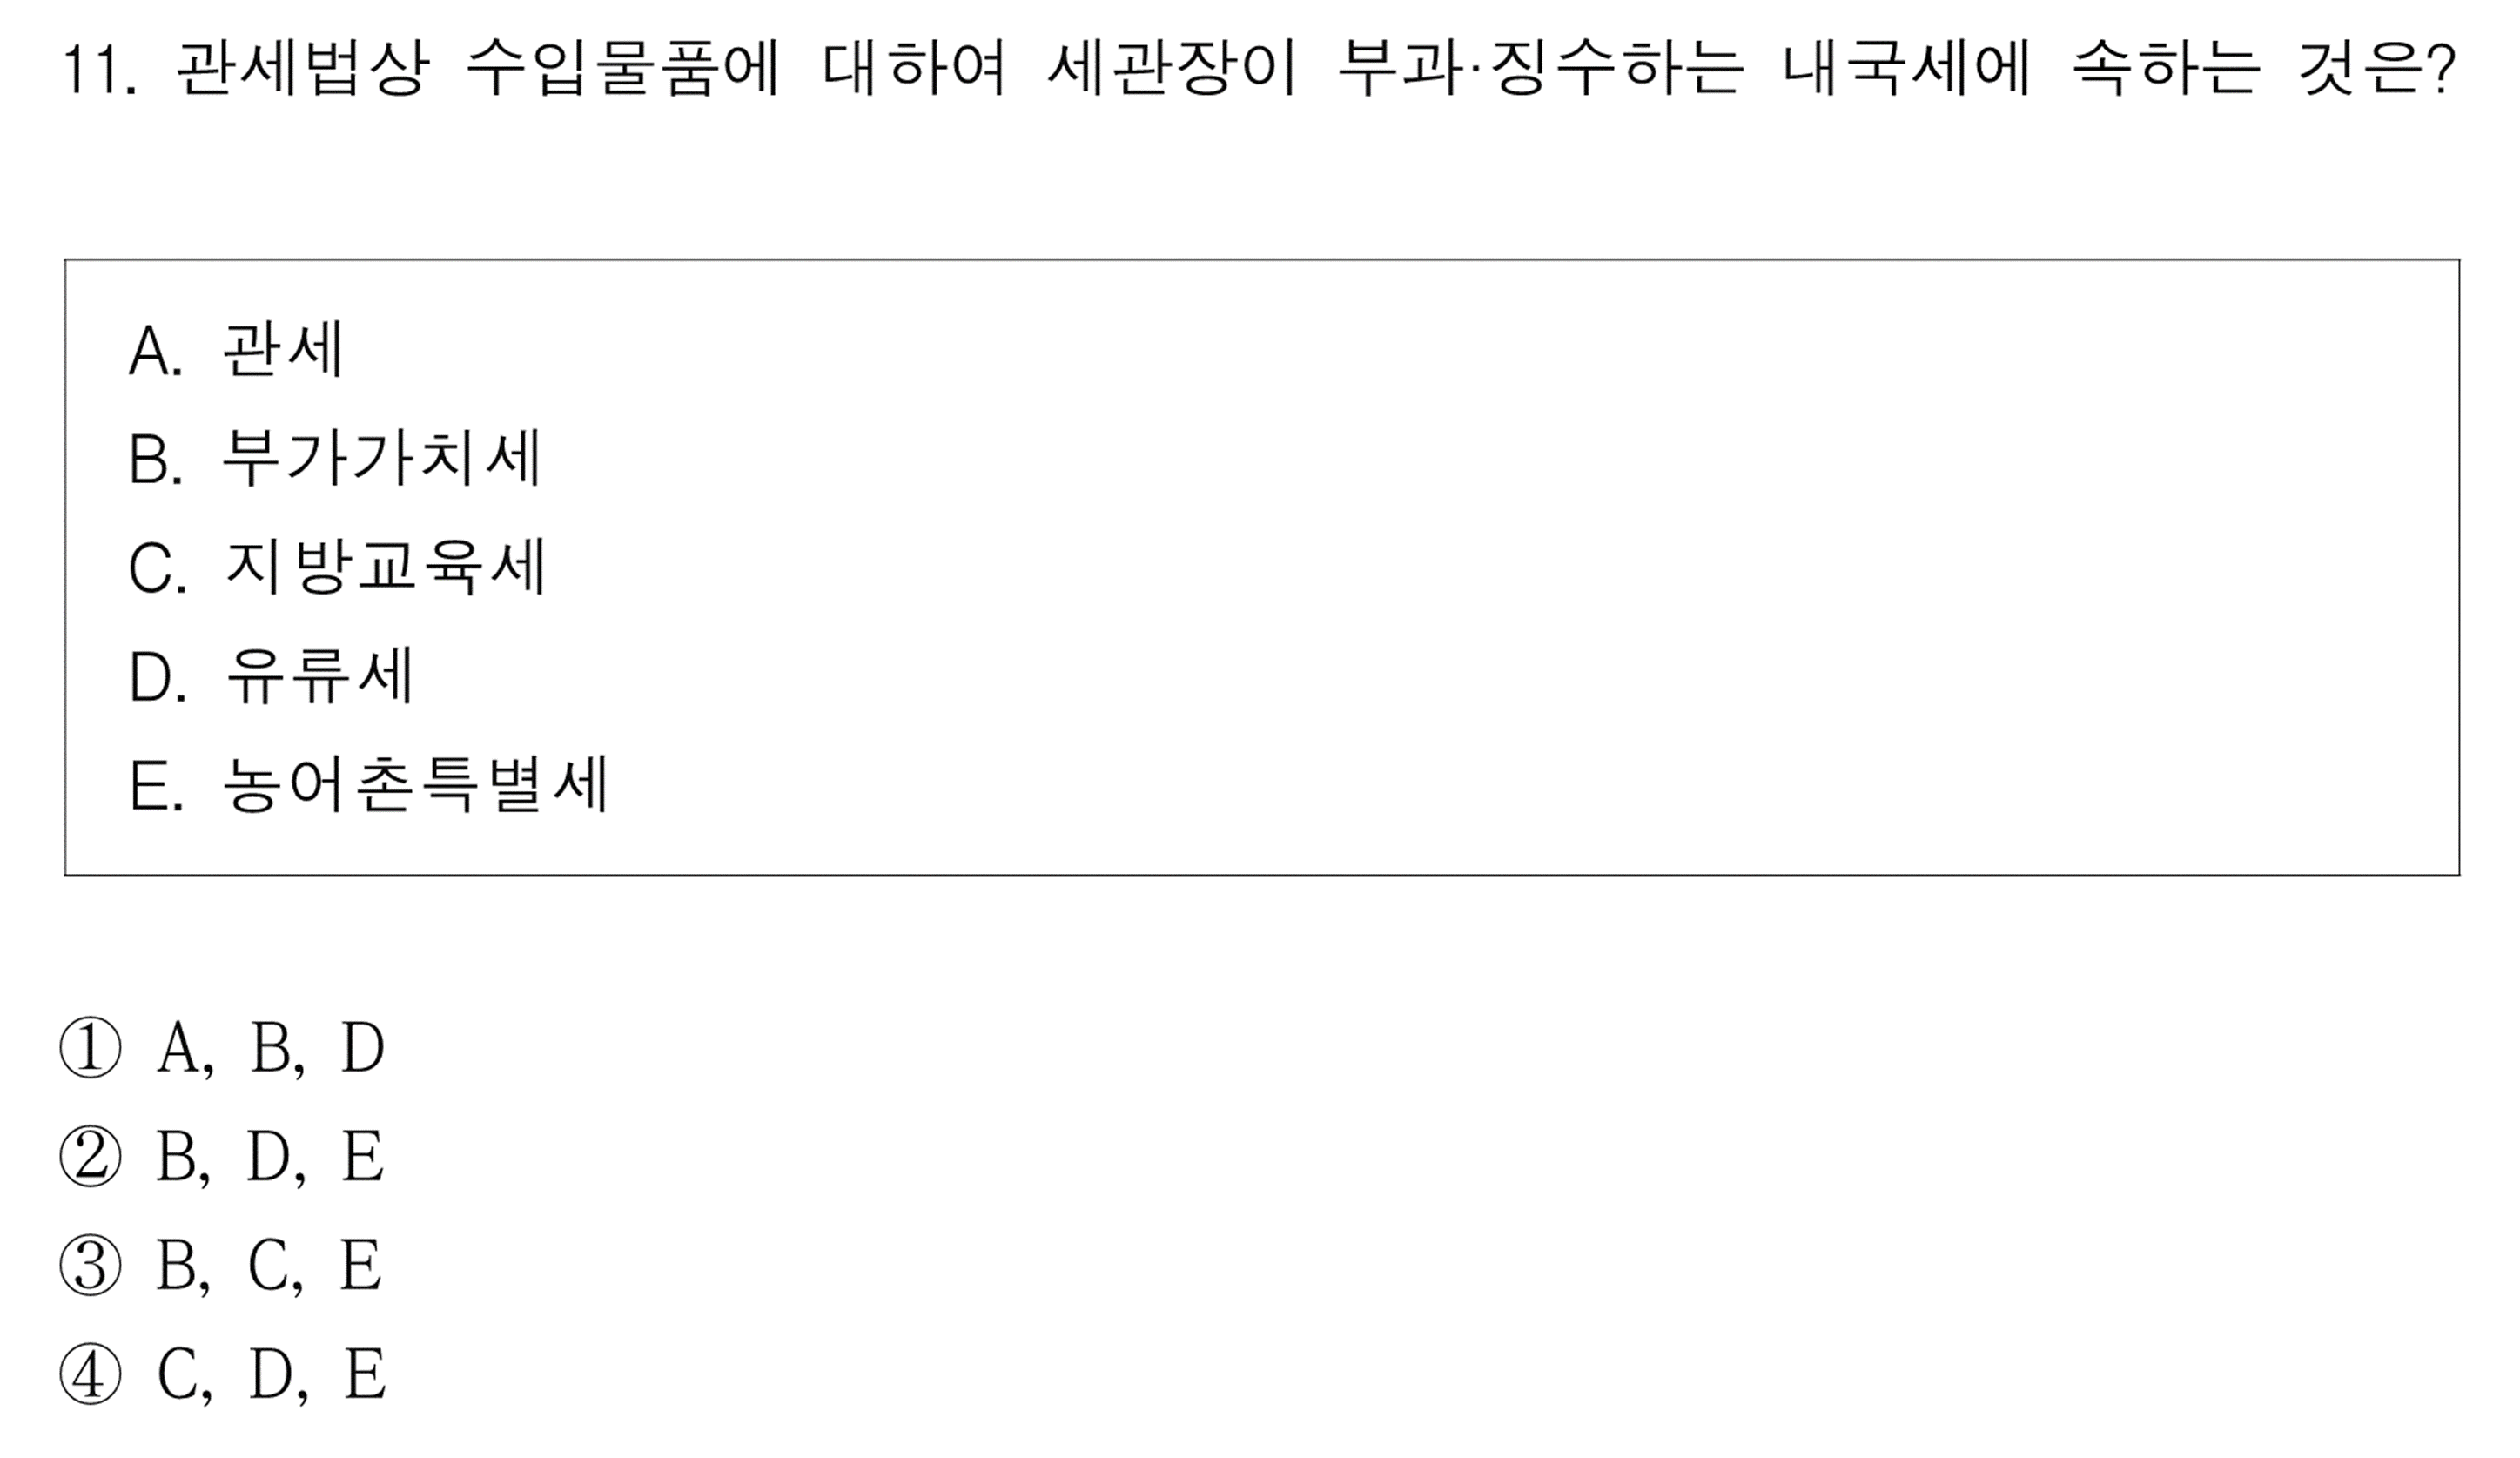 11. 관세법상 수입물품에 대하여 세관장이 부과·징수하는 내국세에 속하는 것은?
A. 관세
B. 부가가치세
C. 지방교육세
D. 유류세
E. 농어촌특별세
① A, B, D
② B, D, E
③ B, C, E
④ C, D, E